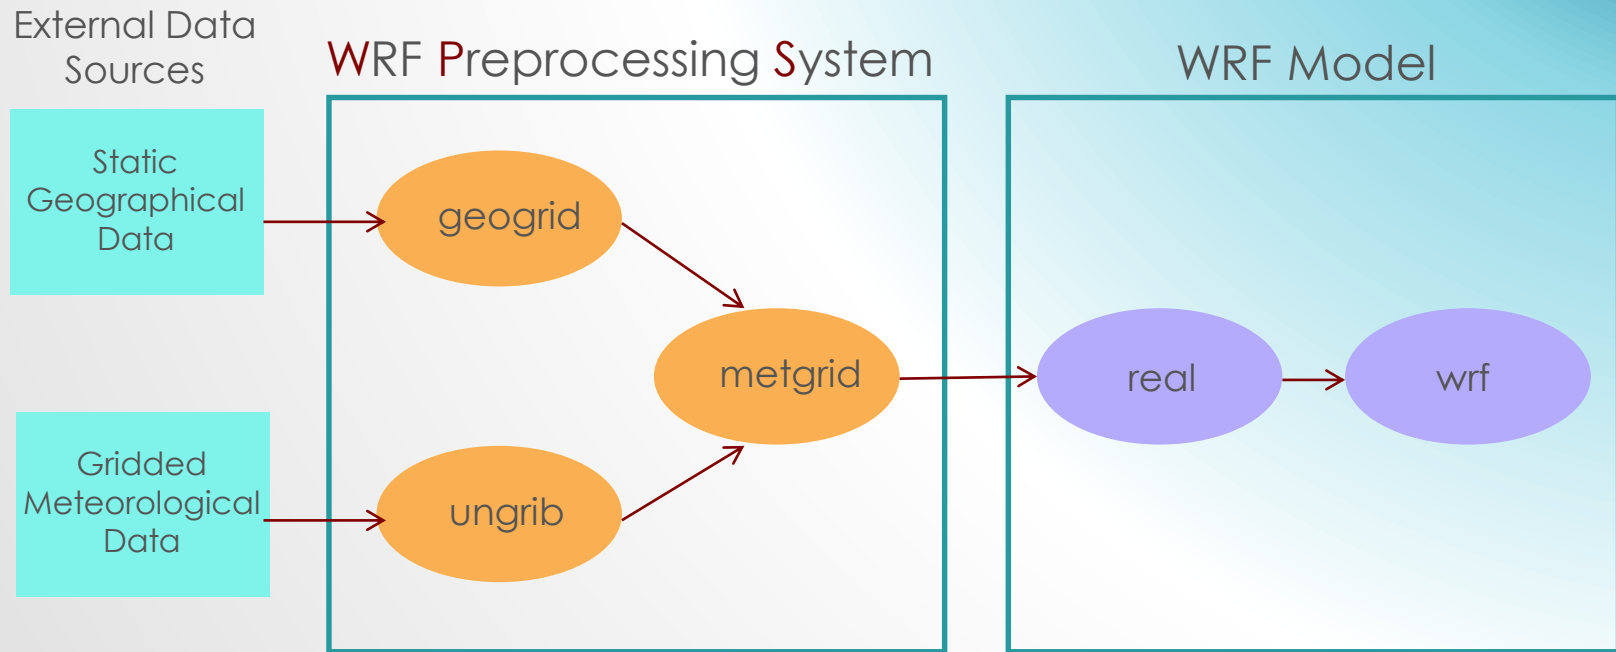 External Data
Sources
WRF Preprocessing System
WRF Model
Static
Geographical
Data
geogrid
metgrid
real
wrf
Gridded
Meteorological
Data
ungrib